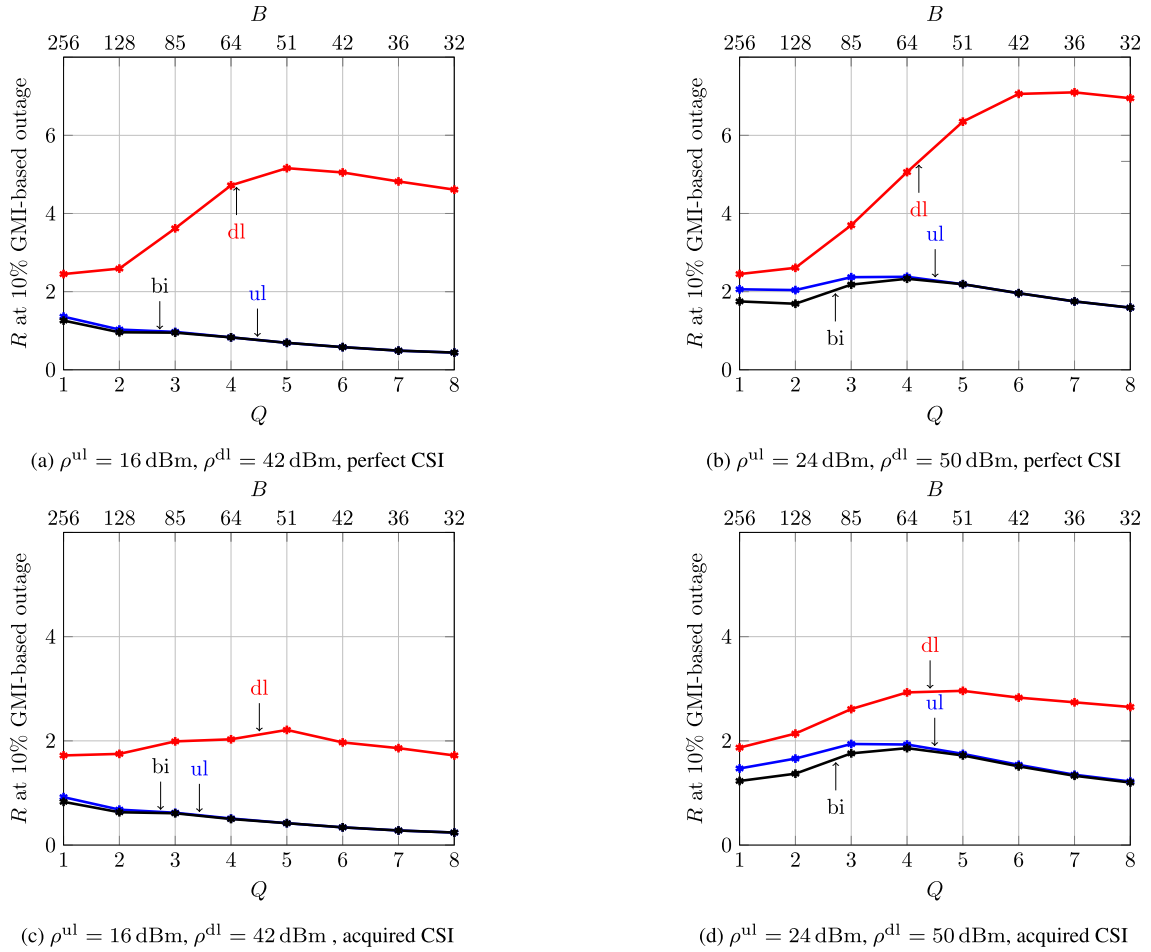 B
256 128 85 64 51 42 36 32
R at 10% GMI-based outage
6
4
2
0
dl
bi
ul
1 2 3 4 5 6 7 8
Q
(a) ρ^ul = 16 dBm, ρ^dl = 42 dBm, perfect CSI
B
256 128 85 64 51 42 36 32
R at 10% GMI-based outage
6
4
2
0
dl
ul
bi
1 2 3 4 5 6 7 8
Q
(b) ρ^ul = 24 dBm, ρ^dl = 50 dBm, perfect CSI
B
256 128 85 64 51 42 36 32
R at 10% GMI-based outage
4
2
0
dl
bi
ul
1 2 3 4 5 6 7 8
Q
(c) ρ^ul = 16 dBm, ρ^dl = 42 dBm , acquired CSI
B
256 128 85 64 51 42 36 32
R at 10% GMI-based outage
4
2
0
dl
ul
bi
1 2 3 4 5 6 7 8
Q
(d) ρ^ul = 24 dBm, ρ^dl = 50 dBm, acquired CSI